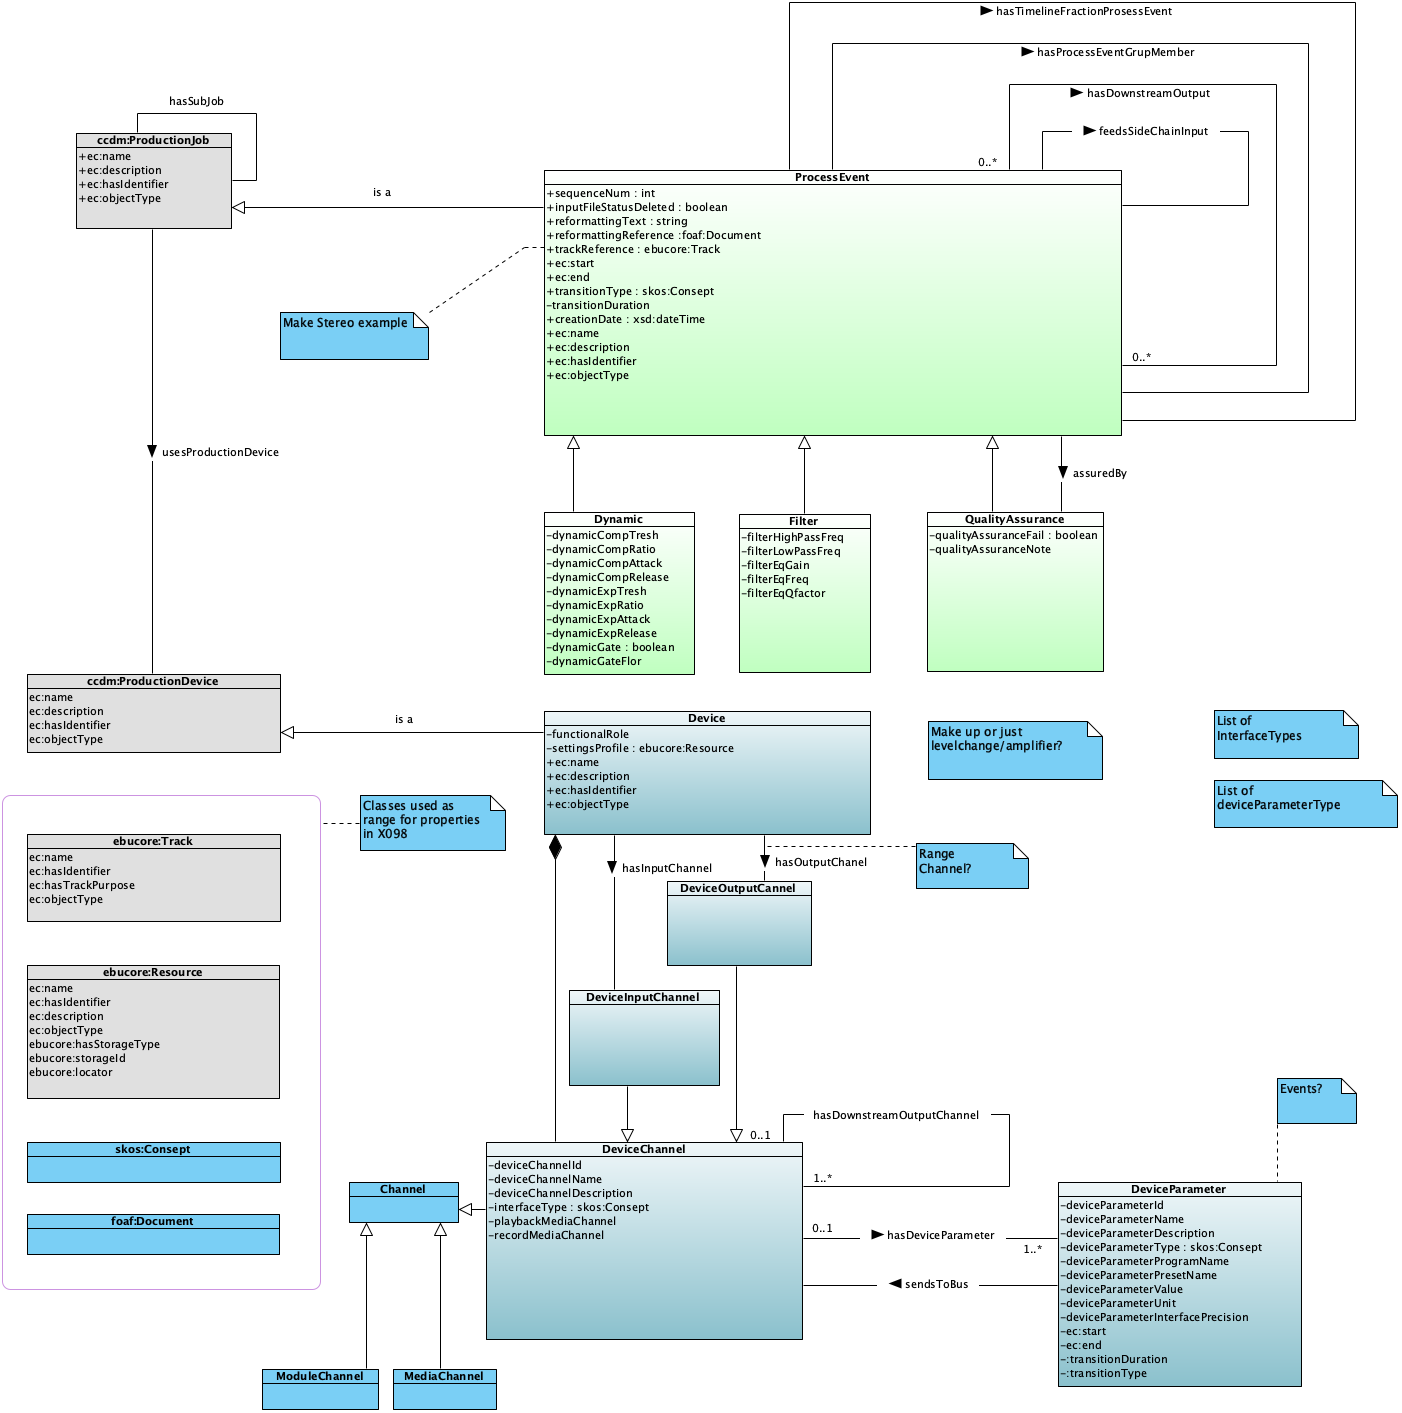 hasTimelineFractionProsessEvent
hasProcessEventGrupMember
hasDownstreamOutput
feedsSideChainInput
0..*
0..*
hasSubJob
ccdm:ProductionJob
+ec:name
+ec:description
+ec:hasIdentifier
+ec:objectType
is a
ProcessEvent
+sequenceNum : int
+inputFileStatusDeleted : boolean
+reformattingText : string
+reformattingReference :foaf:Document
+trackReference : ebucore:Track
+ec:start
+ec:end
+transitionType : skos:Consept
-transitionDuration
+creationDate : xsd:dateTime
+ec:name
+ec:description
+ec:hasIdentifier
+ec:objectType
Make Stereo example
usesProductionDevice
assuredBy
Dynamic
-dynamicCompTresh
-dynamicCompRatio
-dynamicCompAttack
-dynamicCompRelease
-dynamicExpTresh
-dynamicExpRatio
-dynamicExpAttack
-dynamicExpRelease
-dynamicGate : boolean
-dynamicGateFlor
Filter
-filterHighPassFreq
-filterLowPassFreq
-filterEqGain
-filterEqFreq
-filterEqQfactor
QualityAssurance
-qualityAssuranceFail : boolean
-qualityAssuranceNote
ccdm:ProductionDevice
ec:name
ec:description
ec:hasIdentifier
ec:objectType
is a
Device
-functionalRole
-settingsProfile : ebucore:Resource
+ec:name
+ec:description
+ec:hasIdentifier
+ec:objectType
Make up or just
levelchange/amplifier?
List of
InterfaceTypes
List of
deviceParameterType
Classes used as
range for properties
in X098
ebucore:Track
ec:name
ec:hasIdentifier
ec:hasTrackPurpose
ec:objectType
ebucore:Resource
ec:name
ec:hasIdentifier
ec:description
ec:objectType
ebucore:hasStorageType
ebucore:storageId
ebucore:locator
skos:Consept
foaf:Document
hasInputChannel
hasOutputChanel
Range
Channel?
DeviceOutputCannel
DeviceInputChannel
hasDownstreamOutputChannel
0..1
1..*
DeviceChannel
-deviceChannelId
-deviceChannelName
-deviceChannelDescription
-interfaceType : skos:Consept
-playbackMediaChannel
-recordMediaChannel
Channel
ModuleChannel
MediaChannel
0..1
hasDeviceParameter
1..*
sendsToBus
Events?
DeviceParameter
-deviceParameterId
-deviceParameterName
-deviceParameterDescription
-deviceParameterType : skos:Consept
-deviceParameterProgramName
-deviceParameterPresetName
-deviceParameterValue
-deviceParameterUnit
-deviceParameterInterfacePrecision
-ec:start
-ec:end
-:transitionDuration
-:transitionType